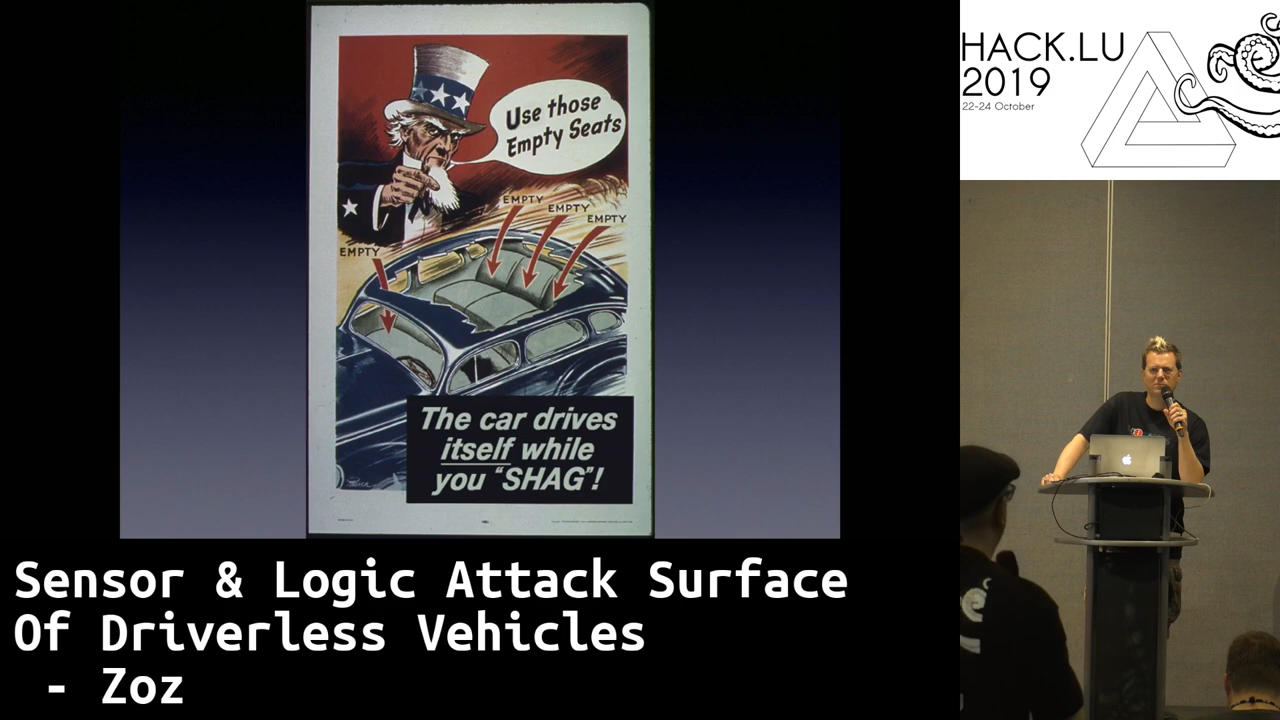 Use those
Empty Seats
EMPTY
EMPTY
EMPTY
EMPTY
The car drives
itself while
you "SHAG"!
HACK.LU
2019
22-24 October
Sensor & Logic Attack Surface
Of Driverless Vehicles
- Zoz